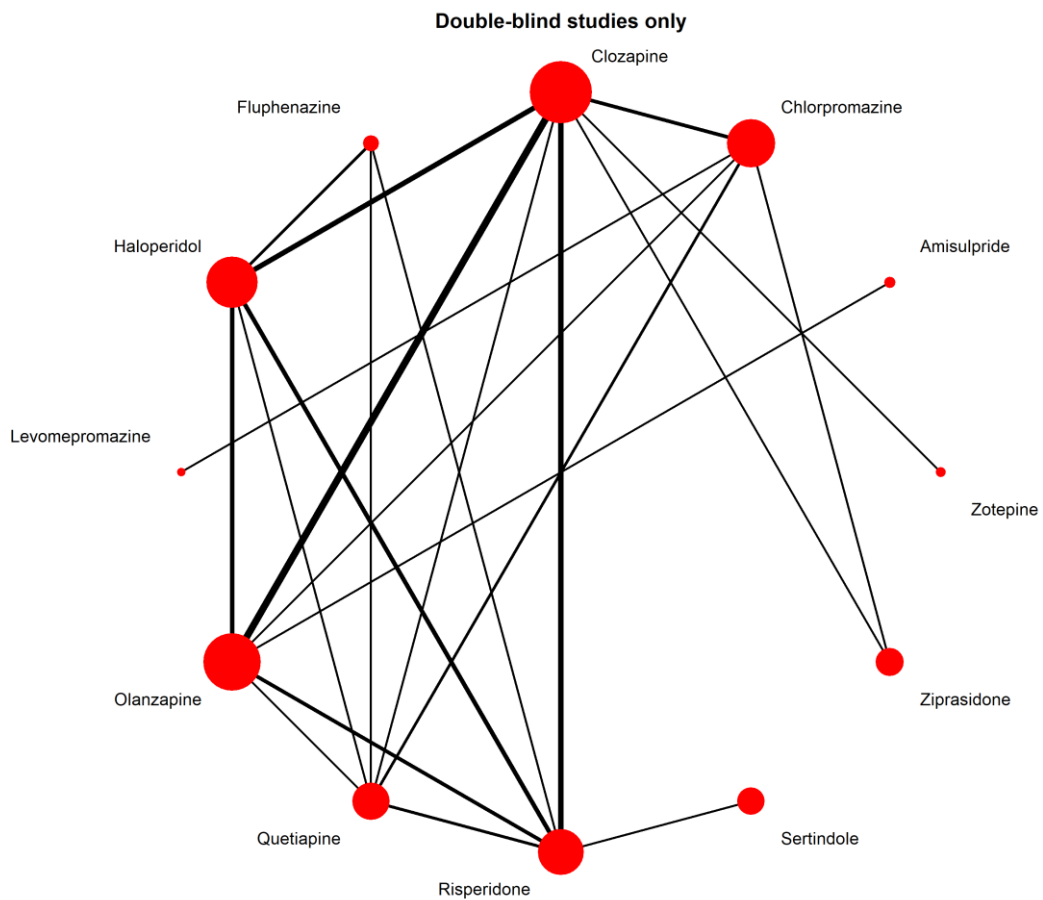 Double-blind studies only
Clozapine
Fluphenazine
Chlorpromazine
Haloperidol
Amisulpride
Levomepromazine
Zotepine
Olanzapine
Ziprasidone
Quetiapine
Sertindole
Risperidone